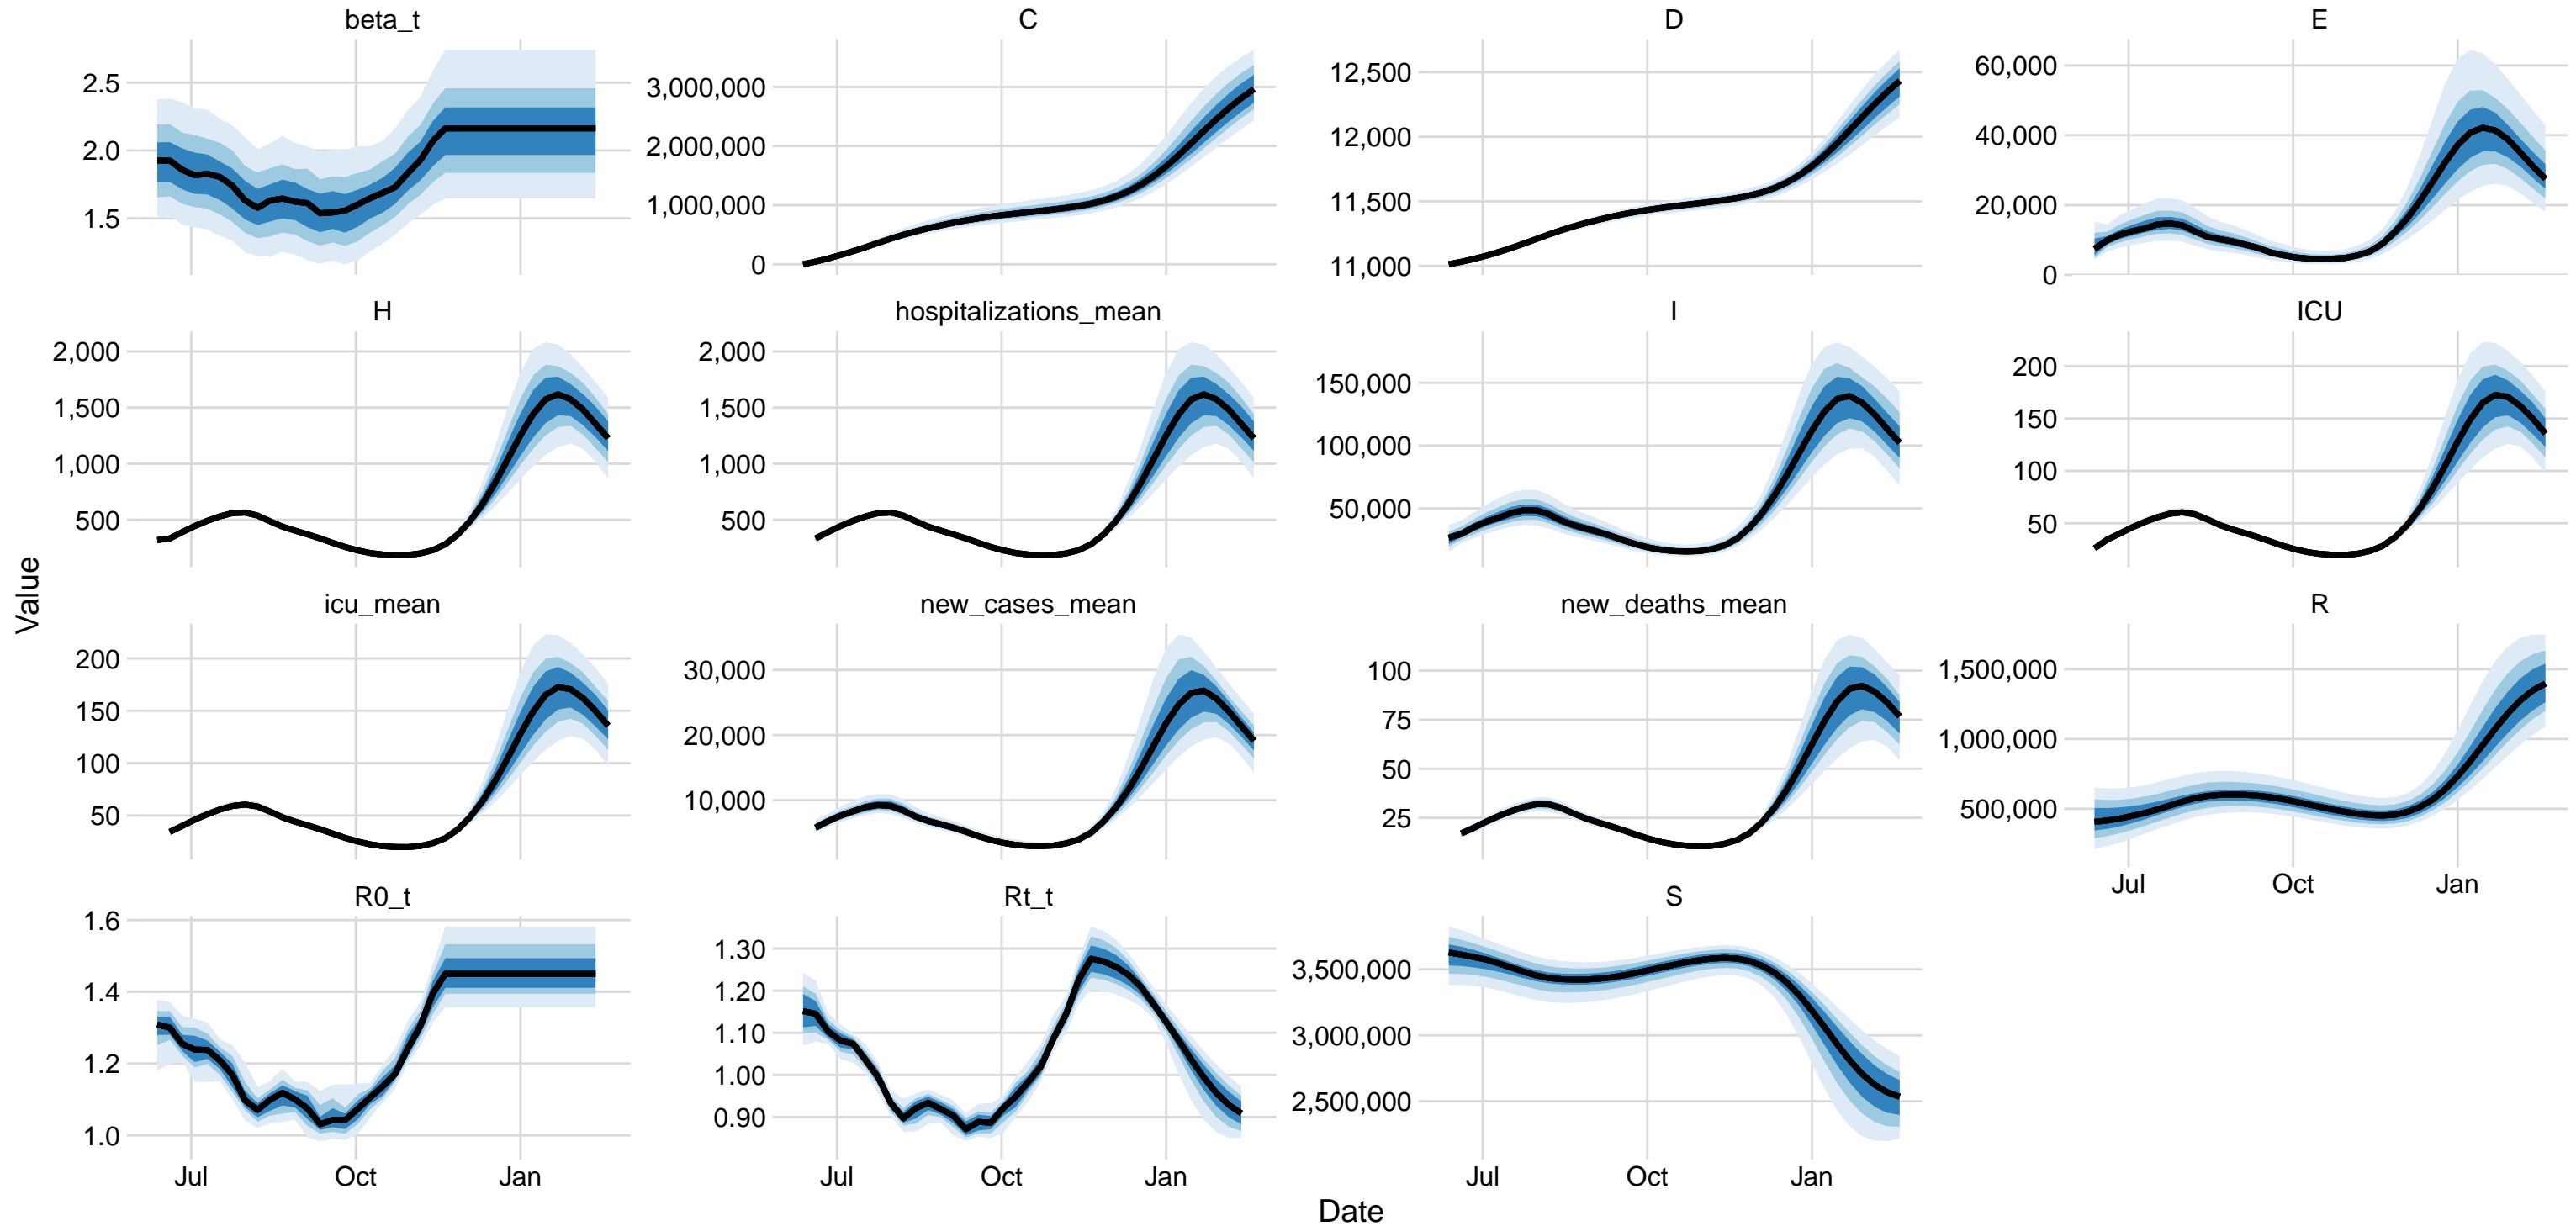 beta_t
C
D
E
2.5
2.0
1.5
3,000,000
2,000,000
1,000,000
0
12,500
12,000
11,500
11,000
60,000
40,000
20,000
0
H
hospitalizations_mean
I
ICU
2,000
1,500
1,000
500
2,000
1,500
1,000
500
150,000
100,000
50,000
200
150
100
50
Value
icu_mean
new_cases_mean
new_deaths_mean
R
200
150
100
50
30,000
20,000
10,000
100
75
50
25
1,500,000
1,000,000
500,000
Jul Oct Jan
R0_t
Rt_t
S
1.6
1.4
1.2
1.0
1.30
1.20
1.10
1.00
0.90
3,500,000
3,000,000
2,500,000
Jul Oct Jan
Jul Oct Jan
Jul Oct Jan
Date